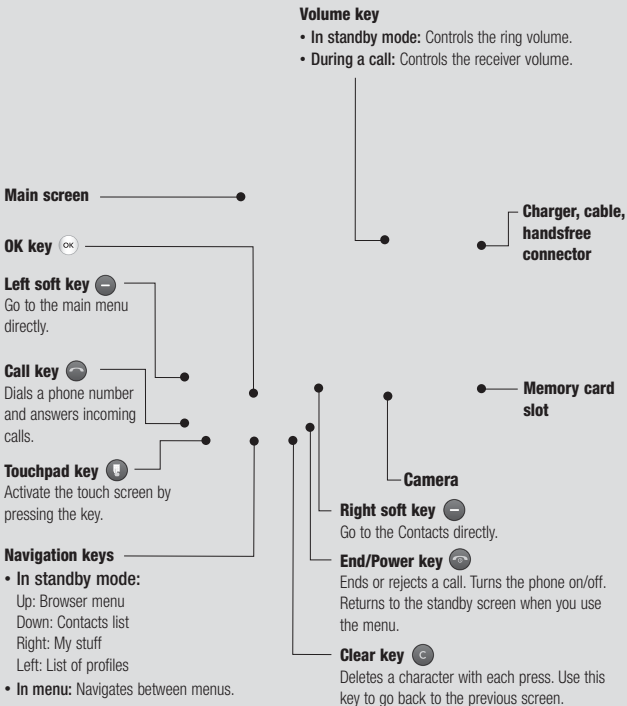 Volume key
• In standby mode: Controls the ring volume.
• During a call: Controls the receiver volume.
Main screen
OK key OK
Left soft key
Go to the main menu
directly.
Call key
Dials a phone number
and answers incoming
calls.
Touchpad key
Activate the touch screen by
pressing the key.
Navigation keys
• In standby mode:
Up: Browser menu
Down: Contacts list
Right: My stuff
Left: List of profiles
• In menu: Navigates between menus.
Charger, cable,
handsfree
connector
Memory card
slot
Camera
Right soft key
Go to the Contacts directly.
End/Power key
Ends or rejects a call. Turns the phone on/off.
Returns to the standby screen when you use
the menu.
Clear key C
Deletes a character with each press. Use this
key to go back to the previous screen.